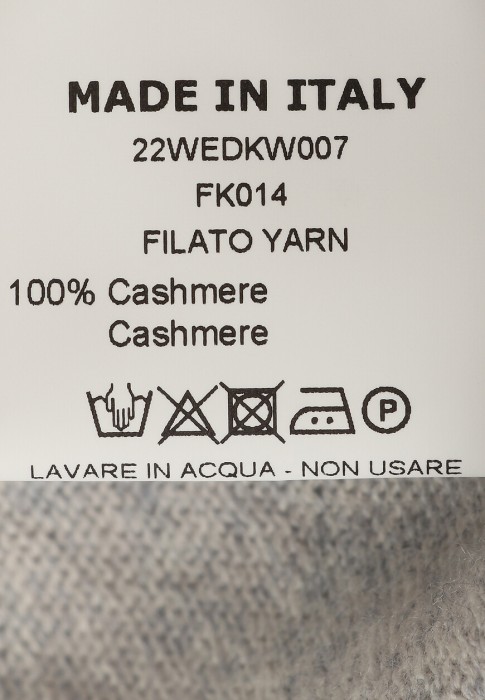 MADE IN ITALY
22WEDKW007
FK014
FILATO YARN
100% Cashmere
Cashmere
P
LAVARE IN ACQUA - NON USARE